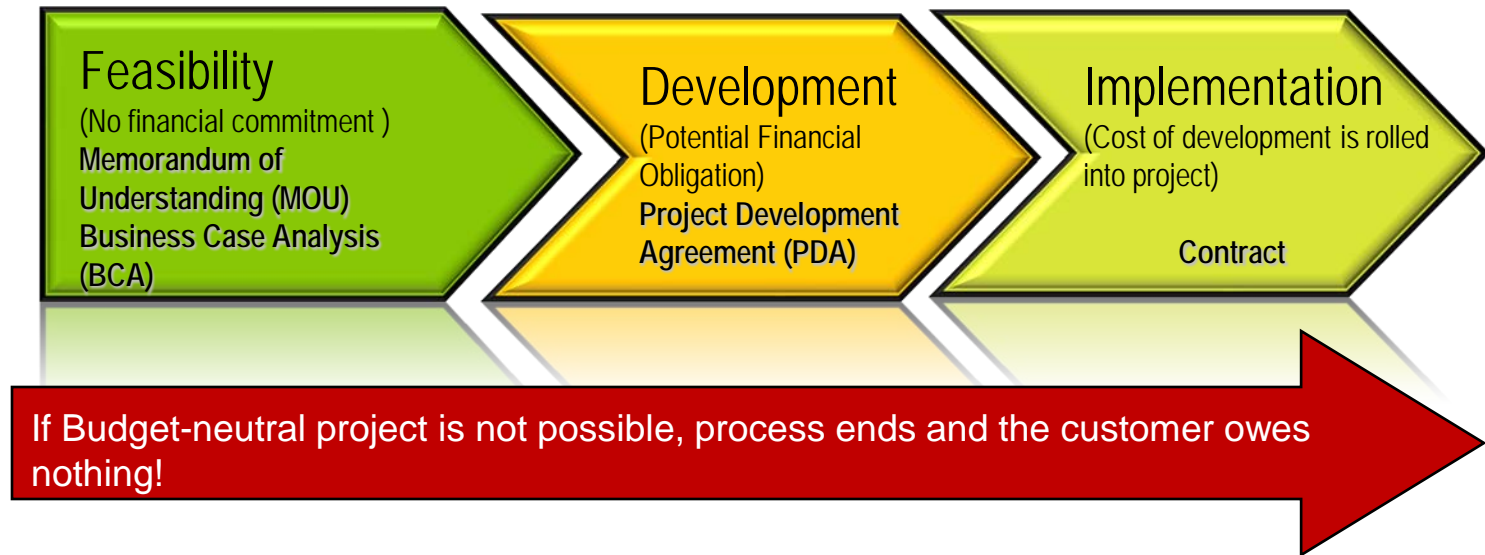 Feasibility
(No financial commitment )
Memorandum of
Understanding (MOU)
Business Case Analysis
(BCA)
Development
(Potential Financial
Obligation)
Project Development
Agreement (PDA)
Implementation
(Cost of development is rolled
into project)
Contract
If Budget-neutral project is not possible, process ends and the customer owes
nothing!